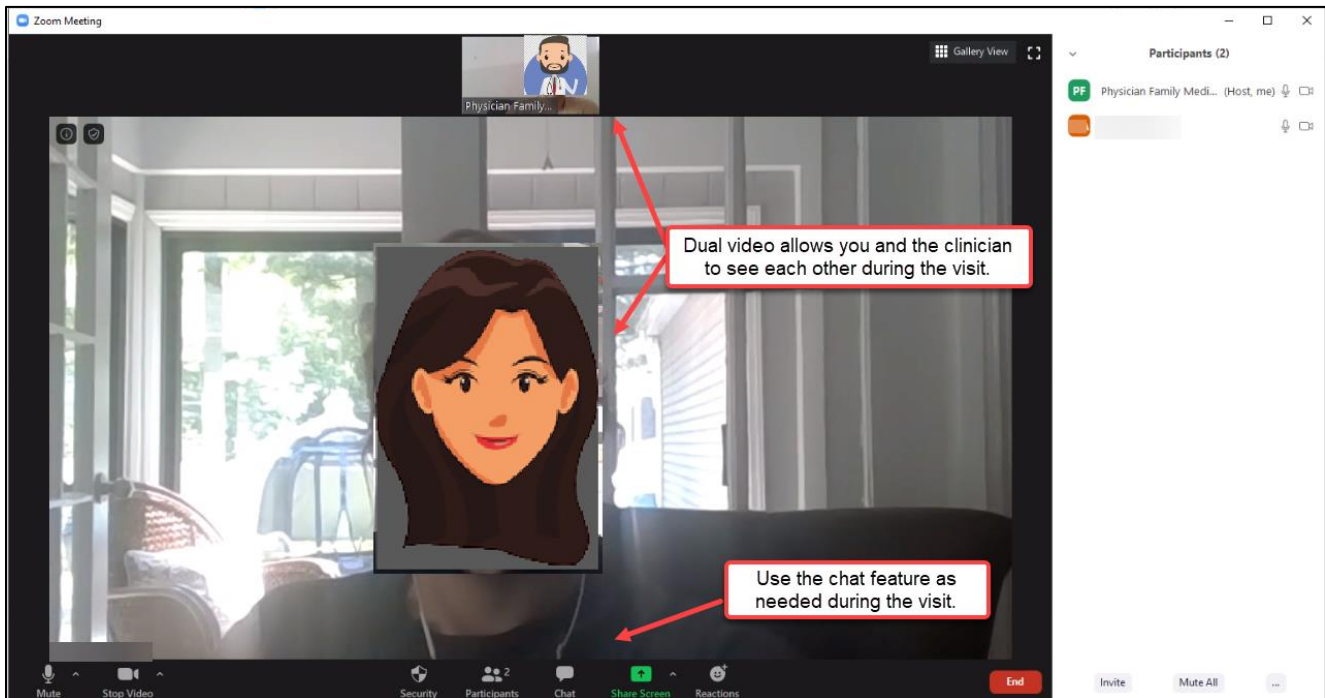 Zoom Meeting
Physician Family...
Gallery View
Participants (2)
PF
Physician Family Medi... (Host, me)
Dual video allows you and the clinician
to see each other during the visit.
Use the chat feature as
needed during the visit.
Mute
Stop Video
Security
2
Participants
Chat
Share Screen
Reactions
End
Invite
Mute All
...